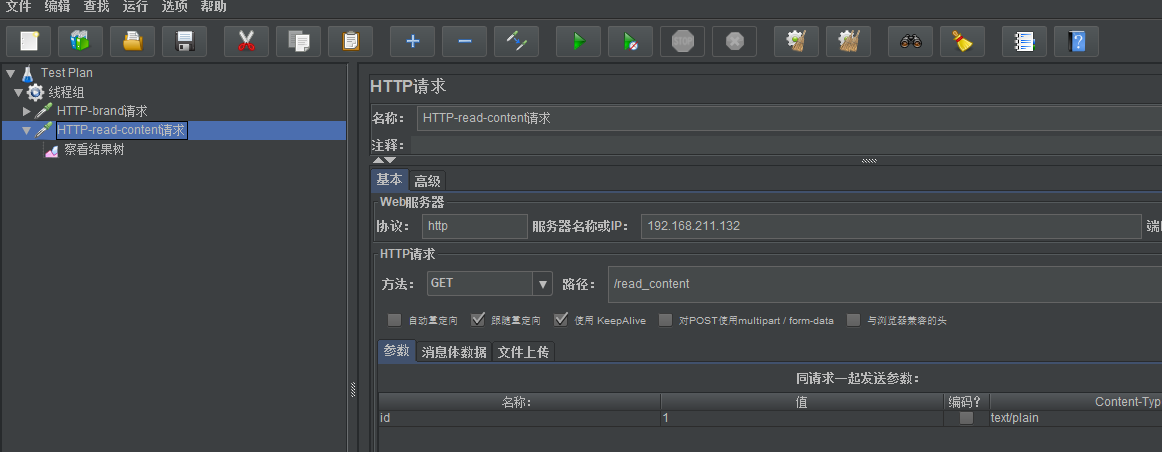 文件 编辑 查找 运行 选项 帮助
STOP
Test Plan
线程组
HTTP-brand请求
HTTP-read-content请求
察看结果树
HTTP请求
名称： HTTP-read-content请求
注释：
基本 高级
Web服务器
协议： http 服务器名称或IP： 192.168.211.132
HTTP请求
方法： GET 路径： /read_content
自动重定向 跟随重定向 使用 KeepAlive 对POST使用multipart / form-data 与浏览器兼容的头
参数 消息体数据 文件上传
同请求一起发送参数：
名称： 值 编码？ Content-Typ
id 1 text/plain